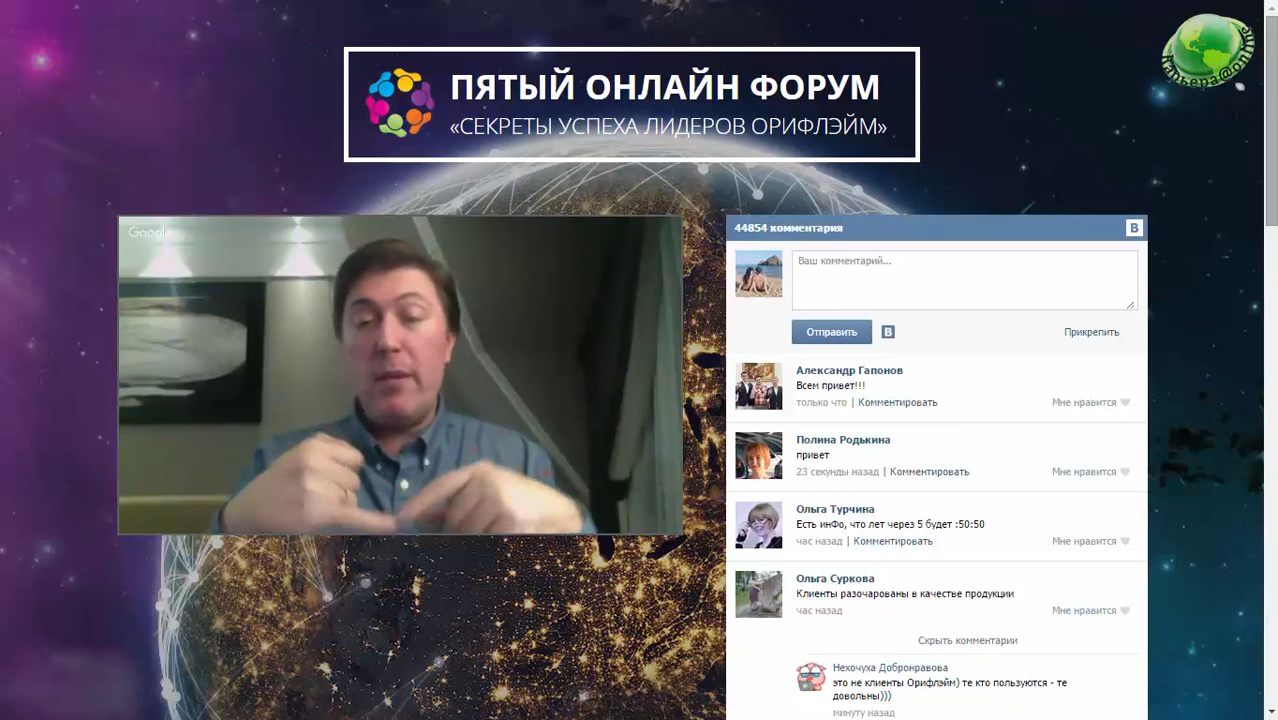 карьера@online
ПЯТЫЙ ОНЛАЙН ФОРУМ
«СЕКРЕТЫ УСПЕХА ЛИДЕРОВ ОРИФЛЭЙМ»
Google
44854 комментария
B
Ваш комментарий...
Отправить B Прикрепить
Александр Гапонов
Всем привет!!!
только что | Комментировать Мне нравится
Полина Родькина
привет
23 секунды назад | Комментировать Мне нравится
Ольга Турчина
Есть инФо, что лет через 5 будет :50:50
час назад | Комментировать Мне нравится
Ольга Суркова
Клиенты разочарованы в качестве продукции
час назад Мне нравится
Скрыть комментарии
Нехочуха Добронравова
это не клиенты Орифлэйм) те кто пользуются - те
довольны)))
минуту назад